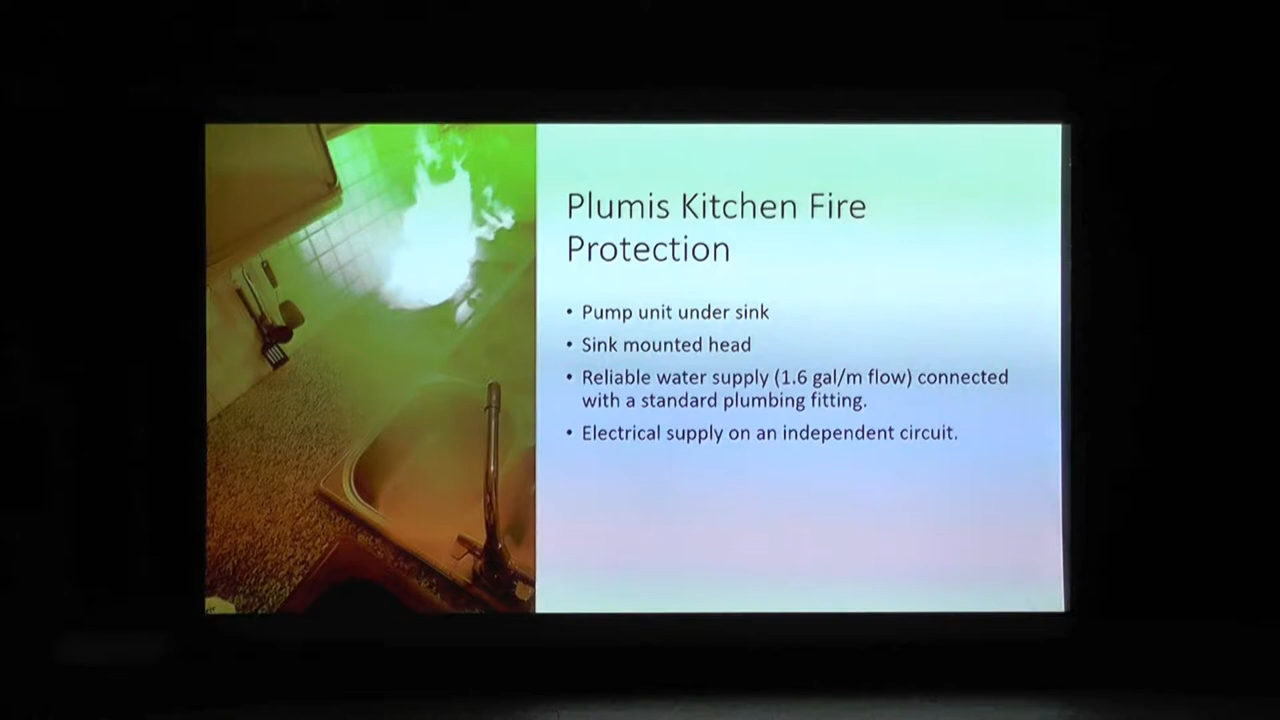 Plumis Kitchen Fire
Protection
• Pump unit under sink
• Sink mounted head
• Reliable water supply (1.6 gal/m flow) connected
with a standard plumbing fitting.
• Electrical supply on an independent circuit.